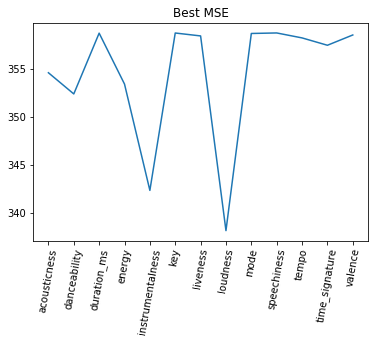 Best MSE
355
350
345
340
acousticness
danceability
duration_ms
energy
instrumentalness
key
liveness
loudness
mode
speechiness
tempo
time_signature
valence